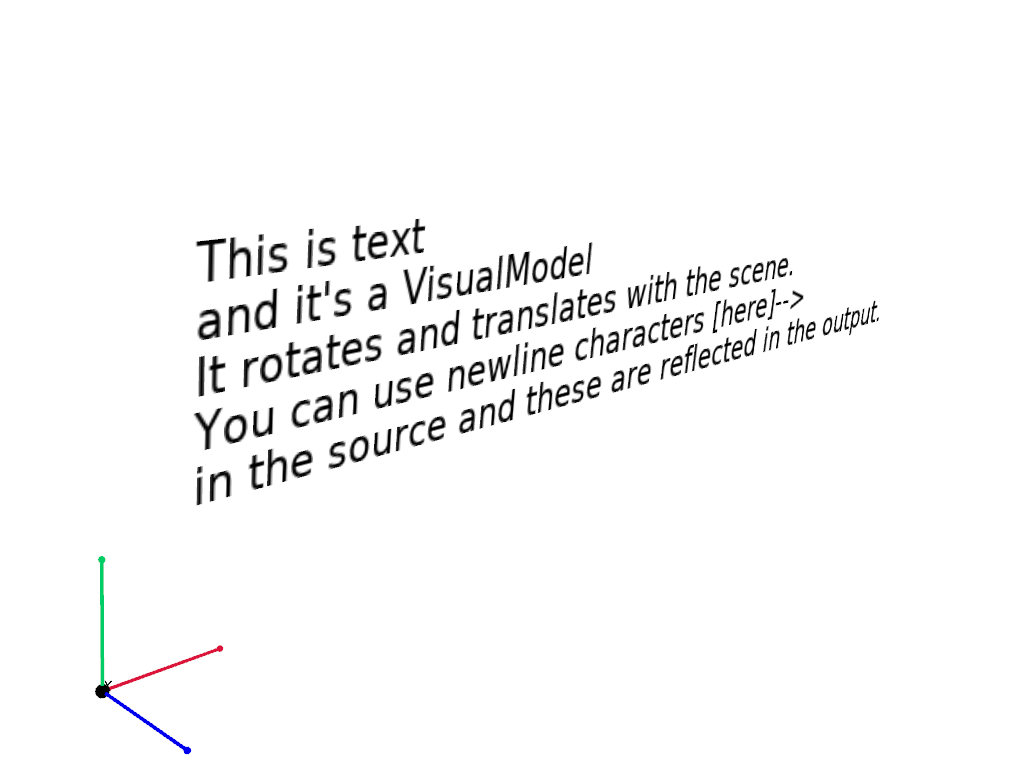 This is text
and it's a VisualModel
It rotates and translates with the scene.
You can use newline characters [here]-->
in the source and these are reflected in the output.